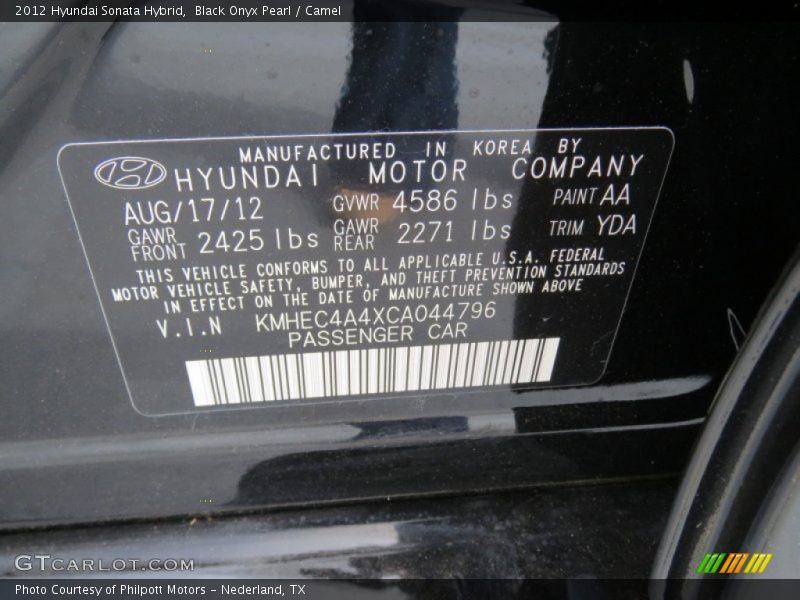 2012 Hyundai Sonata Hybrid, Black Onyx Pearl / Camel
MANUFACTURED IN KOREA BY
HYUNDAI MOTOR COMPANY
AUG/17/12 GVWR 4586 lbs PAINT AA
GAWR FRONT 2425 lbs GAWR REAR 2271 lbs TRIM YDA
THIS VEHICLE CONFORMS TO ALL APPLICABLE U.S.A. FEDERAL
MOTOR VEHICLE SAFETY, BUMPER, AND THEFT PREVENTION STANDARDS
IN EFFECT ON THE DATE OF MANUFACTURE SHOWN ABOVE
V.I.N KMHEC4A4XCA044796
PASSENGER CAR
GTCARLOT.COM
Photo Courtesy of Philpott Motors - Nederland, TX